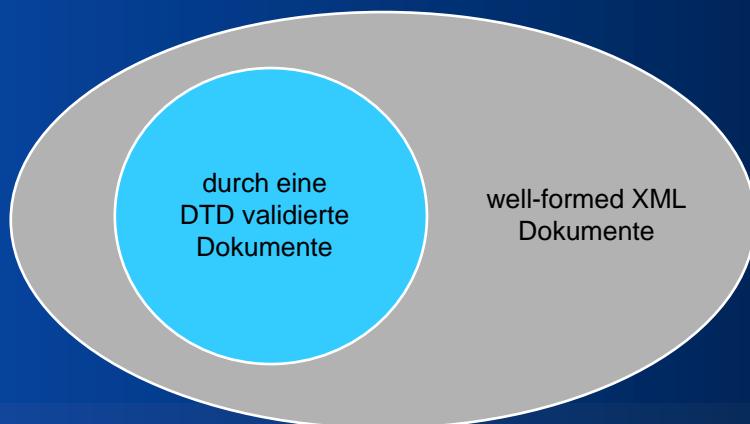 durch eine
DTD validierte
Dokumente
well-formed XML
Dokumente